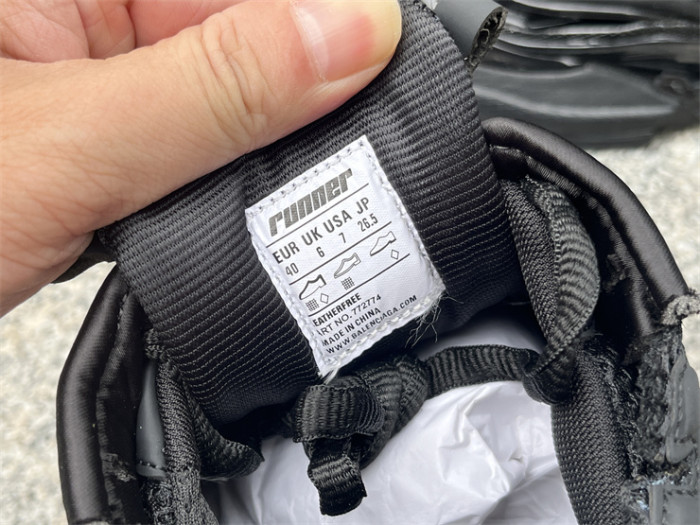 runner
EUR UK USA JP
40 6 7 26.5
LEATHERFREE
ART NO. 772774
MADE IN CHINA
WWW.BALENCIAGA.COM